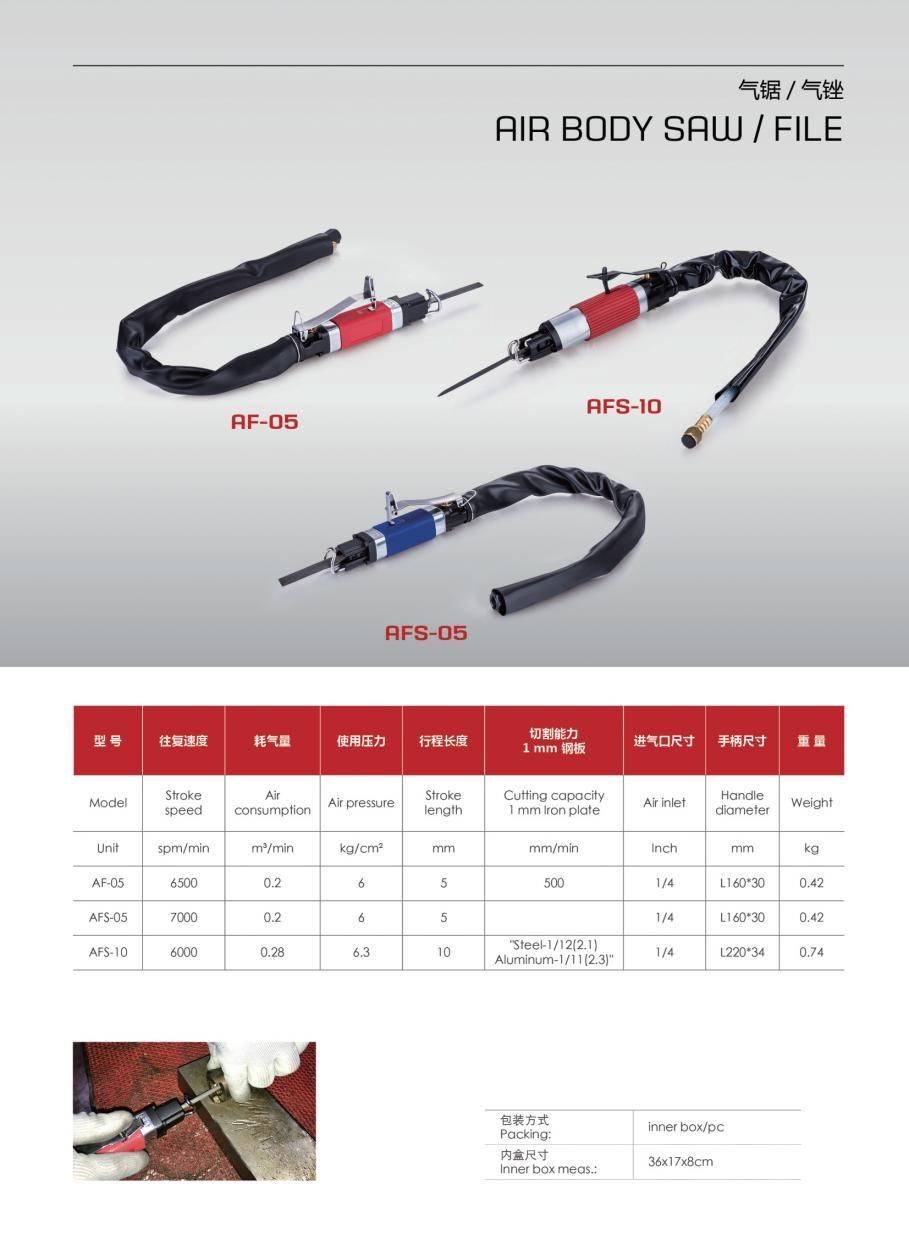 气锯 / 气锉
AIR BODY SAW / FILE
AF-05
AFS-10
AFS-05
型 号 往复速度 耗气量 使用压力 行程长度 切割能力 1 mm 钢板 进气口尺寸 手柄尺寸 重 量
Model Stroke speed Air consumption Air pressure Stroke length Cutting capacity 1 mm Iron plate Air inlet Handle diameter Weight
Unit spm/min m³/min kg/cm² mm mm/min Inch mm kg
AF-05 6500 0.2 6 5 500 1/4 L160*30 0.42
AFS-05 7000 0.2 6 5 1/4 L160*30 0.42
AFS-10 6000 0.28 6.3 10 "Steel-1/12(2.1) Aluminum-1/11(2.3)" 1/4 L220*34 0.74
包装方式
Packing: inner box/pc
内盒尺寸
Inner box meas.: 36x17x8cm